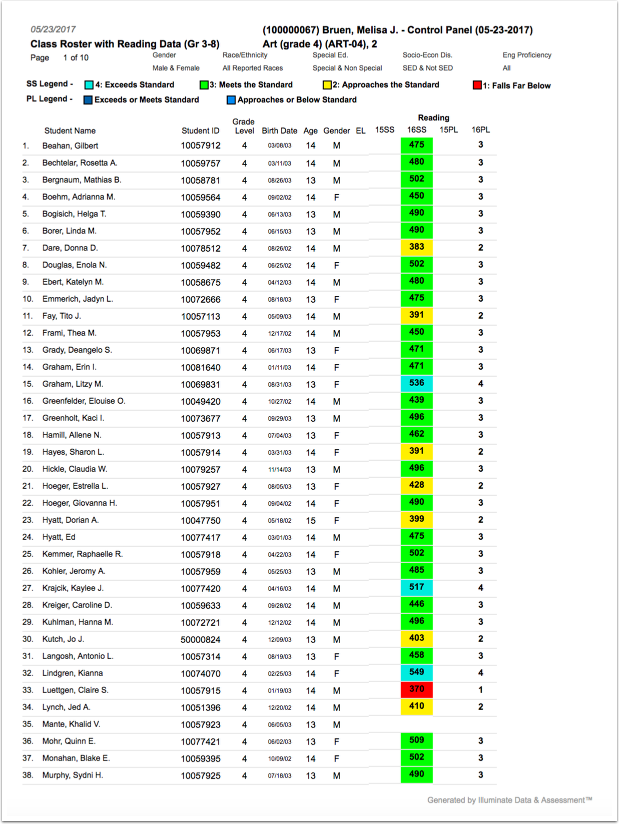 05/23/2017 (100000067) Bruen, Melisa J. - Control Panel (05-23-2017)
Class Roster with Reading Data (Gr 3-8) Art (grade 4) (ART-04), 2
Page 1 of 10 Gender Race/Ethnicity Special Ed. Socio-Econ Dis. Eng Proficiency
Male & Female All Reported Races Special & Non Special SED & Not SED All
SS Legend - 4: Exceeds Standard 3: Meets the Standard 2: Approaches the Standard 1: Falls Far Below
PL Legend - Exceeds or Meets Standard Approaches or Below Standard
Reading
Student Name Student ID Grade Level Birth Date Age Gender EL 15SS 16SS 15PL 16PL
1. Beahan, Gilbert 10057912 4 03/08/03 14 M 475 3
2. Bechtelar, Rosetta A. 10059757 4 03/11/03 14 M 480 3
3. Bergnaum, Mathias B. 10058781 4 08/26/03 13 M 502 3
4. Boehm, Adrianna M. 10059564 4 09/02/02 14 F 450 3
5. Bogisich, Helga T. 10059390 4 08/13/03 13 M 490 3
6. Borer, Linda M. 10057952 4 06/15/03 13 M 490 3
7. Dare, Donna D. 10078512 4 08/26/02 14 M 383 2
8. Douglas, Enola N. 10059482 4 06/25/02 14 F 502 3
9. Ebert, Katelyn M. 10058675 4 04/12/03 14 M 480 3
10. Emmerich, Jadyn L. 10072666 4 08/18/03 13 F 475 3
11. Fay, Tito J. 10057113 4 05/09/03 14 M 391 2
12. Frami, Thea M. 10057953 4 12/17/02 14 M 450 3
13. Grady, Deangelo S. 10069871 4 06/17/03 13 F 471 3
14. Graham, Erin I. 10081640 4 01/11/03 14 F 471 3
15. Graham, Litzy M. 10069831 4 08/31/03 13 F 536 4
16. Greenfelder, Elouise O. 10049420 4 10/27/02 14 M 439 3
17. Greenholt, Kaci I. 10073677 4 09/29/03 13 M 496 3
18. Hamill, Allene N. 10057913 4 07/04/03 13 F 462 3
19. Hayes, Sharon L. 10057914 4 03/31/03 14 F 391 2
20. Hickle, Claudia W. 10079257 4 11/14/03 13 M 496 3
21. Hoeger, Estrella L. 10057927 4 08/05/03 13 F 428 2
22. Hoeger, Giovanna H. 10057951 4 09/04/02 14 F 490 3
23. Hyatt, Dorian A. 10047750 4 05/18/02 15 F 399 2
24. Hyatt, Ed 10077417 4 03/01/03 14 M 475 3
25. Kemmer, Raphaelle R. 10057918 4 04/22/03 14 F 502 3
26. Kohler, Jeromy A. 10057959 4 05/25/03 13 M 485 3
27. Krajcik, Kaylee J. 10077420 4 04/16/03 14 M 517 4
28. Kreiger, Caroline D. 10059633 4 09/28/02 14 M 446 3
29. Kuhlman, Hanna M. 10072721 4 12/12/02 14 M 496 3
30. Kutch, Jo J. 50000824 4 12/09/03 13 M 403 2
31. Langosh, Antonio L. 10057314 4 08/19/03 13 F 458 3
32. Lindgren, Kianna 10074070 4 02/25/03 14 F 549 4
33. Luettgen, Claire S. 10057915 4 01/19/03 14 M 370 1
34. Lynch, Jed A. 10051396 4 12/20/02 14 M 410 2
35. Mante, Khalid V. 10057923 4 06/05/03 13 M
36. Mohr, Quinn E. 10077421 4 06/02/03 13 F 509 3
37. Monahan, Blake E. 10059395 4 10/09/02 14 F 502 3
38. Murphy, Sydni H. 10057925 4 07/18/03 13 M 490 3
Generated by Illuminate Data & Assessment™